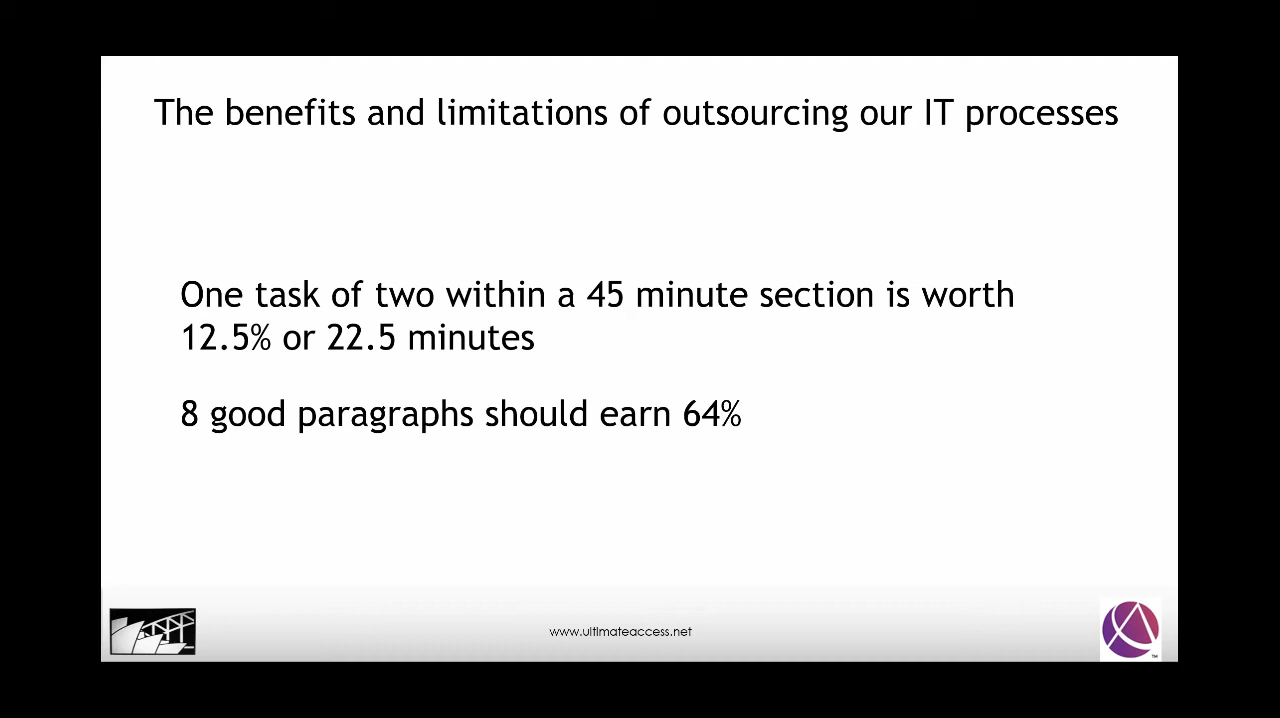 The benefits and limitations of outsourcing our IT processes
One task of two within a 45 minute section is worth
12.5% or 22.5 minutes
8 good paragraphs should earn 64%
www.ultimateaccess.net
TM